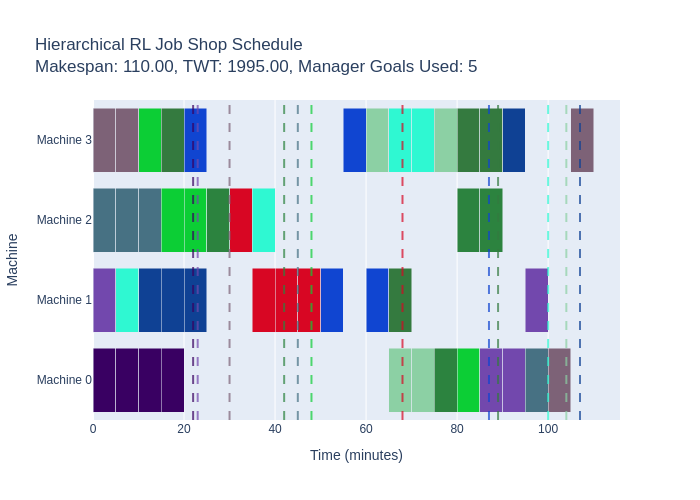 Hierarchical RL Job Shop Schedule
Makespan: 110.00, TWT: 1995.00, Manager Goals Used: 5
Machine 3
Machine 2
Machine 1
Machine 0
Machine
0 20 40 60 80 100
Time (minutes)